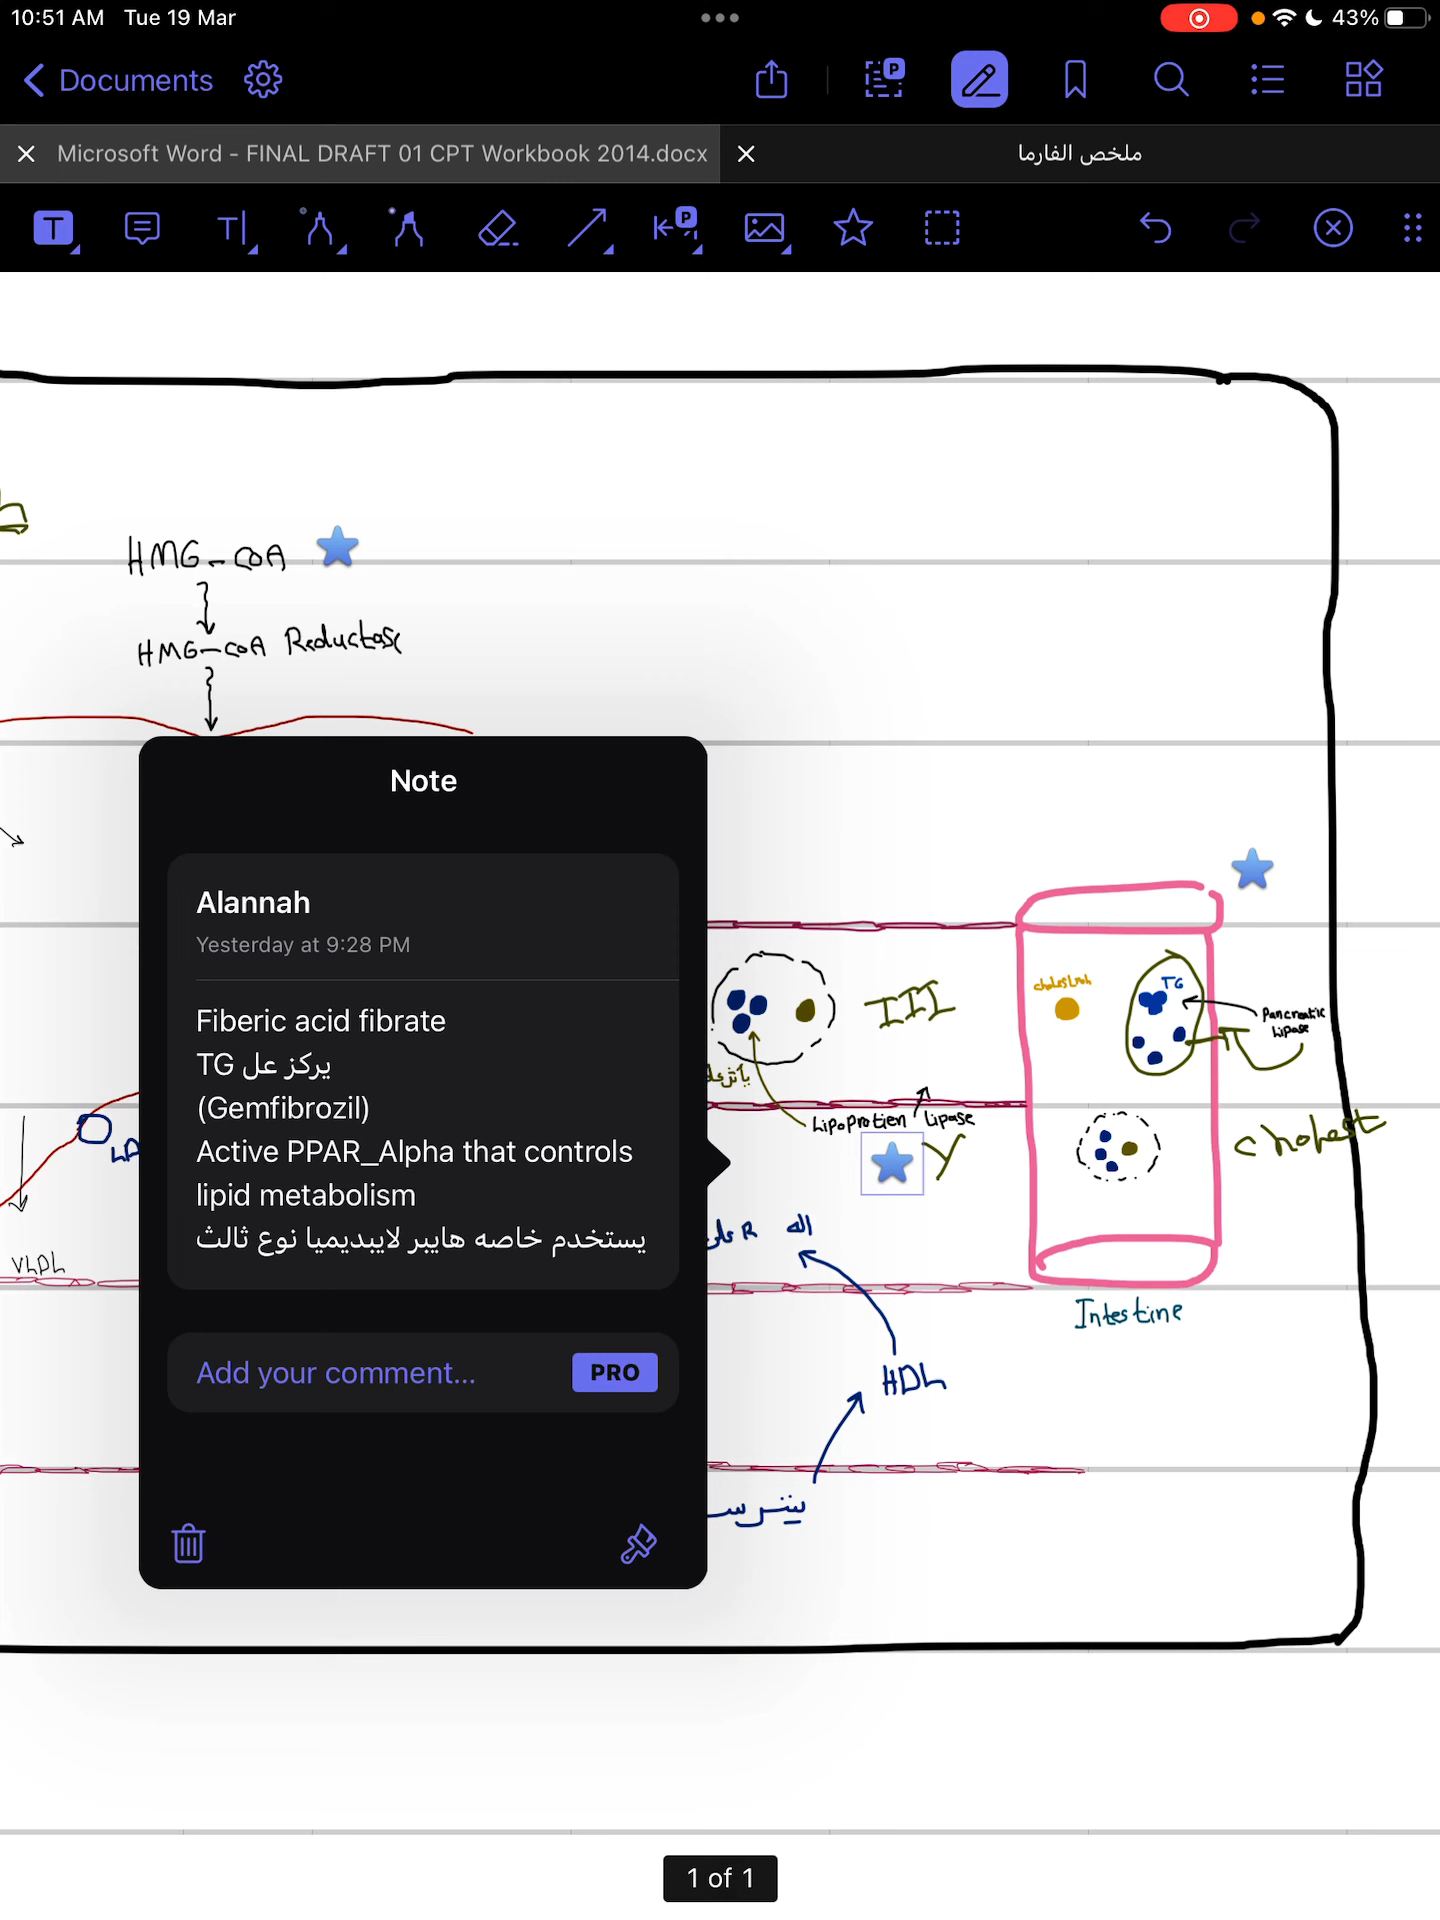 10:51 AM Tue 19 Mar
43%
Documents
Microsoft Word - FINAL DRAFT 01 CPT Workbook 2014.docx
ملخص الفارما
HMG-CoA
HMG-CoA Reductase
Note
Alannah
Yesterday at 9:28 PM
Fiberic acid fibrate
يركز عل TG
(Gemfibrozil)
Active PPAR_Alpha that controls
lipid metabolism
يستخدم خاصه هايبر لايبديميا نوع ثالث
Add your comment...
PRO
III
TG
Pancreatic
Lipase
Lipoprotien Lipase
Cholest
VLDL
R
Intestine
HDL
1 of 1